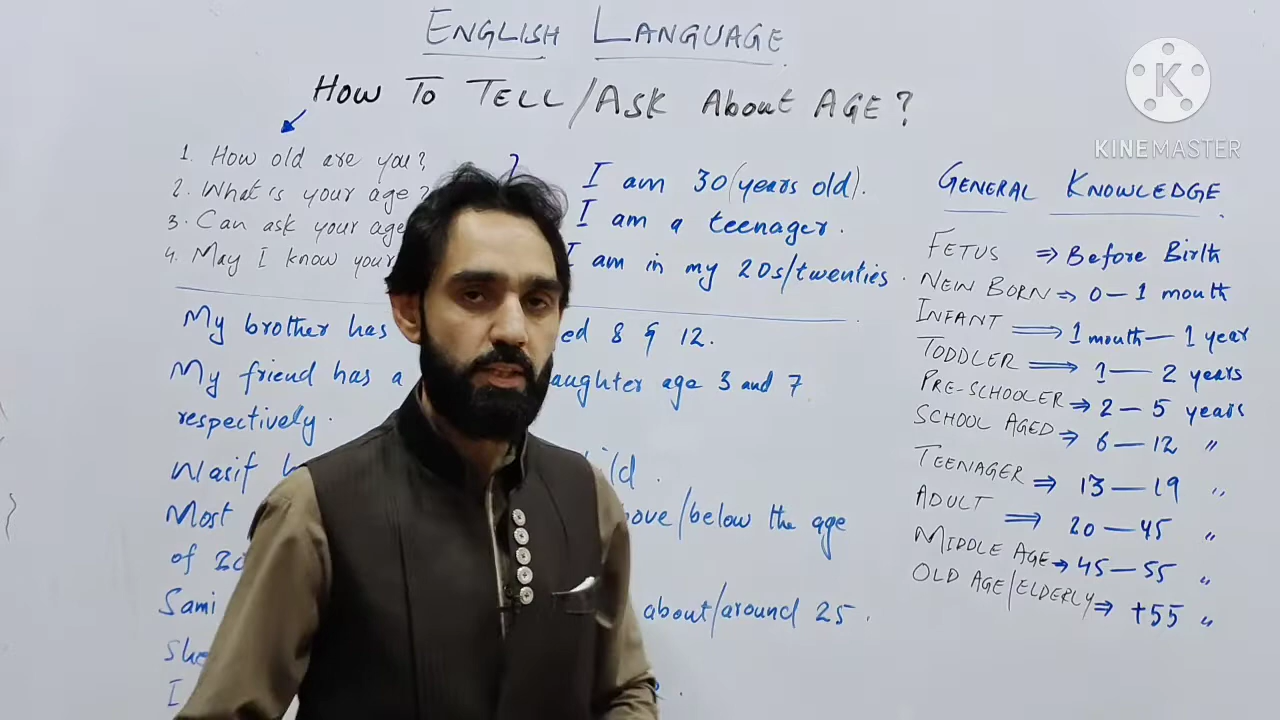 ENGLISH LANGUAGE
HOW TO TELL/ASK About AGE?
1. How old are you?
2. What's your age?
3. Can ask your age
4. May I know your
I am 30(years old).
I am a teenager.
I am in my 20s/twenties.
My brother has ed 8 & 12.
My friend has a aughter age 3 and 7
respectively.
Wasif
Most /below the age
of
Sami about/around 25.
She
I
GENERAL KNOWLEDGE
FETUS ⇒ Before Birth
NEW BORN ⇒ 0—1 month
INFANT ⇒ 1 month—1 year
TODDLER ⇒ 1—2 years
PRE-SCHOOLER ⇒ 2—5 years
SCHOOL AGED ⇒ 6—12 "
TEENAGER ⇒ 13—19 "
ADULT ⇒ 20—45 "
MIDDLE AGE ⇒ 45—55 "
OLD AGE/ELDERLY ⇒ +55 "
K
KINEMASTER